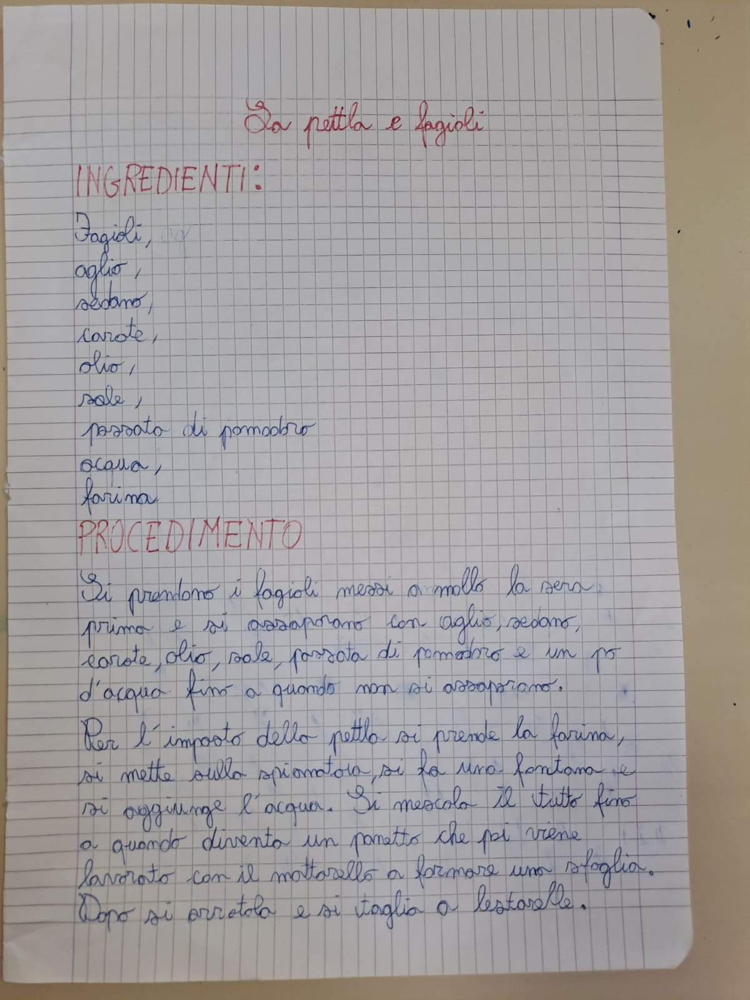 La pettla e fagioli
INGREDIENTI:
Fagioli,
aglio,
sedano,
carote,
olio,
sale,
passata di pomodoro
acqua,
farina
PROCEDIMENTO
Si prendono i fagioli messi a mollo la sera
prima e si assaporano con aglio, sedano,
carote, olio, sale, passata di pomodoro e un po
d'acqua fino a quando non si assaporano.
Per l'impasto della pettla si prende la farina,
si mette sulla spianatoia, si fa una fontana e
si aggiunge l'acqua. Si mescola il tutto fino
a quando diventa un panetto che poi viene
lavorato con il mattarello a formare una sfoglia.
Dopo si arrotola e si taglia a lestarelle.